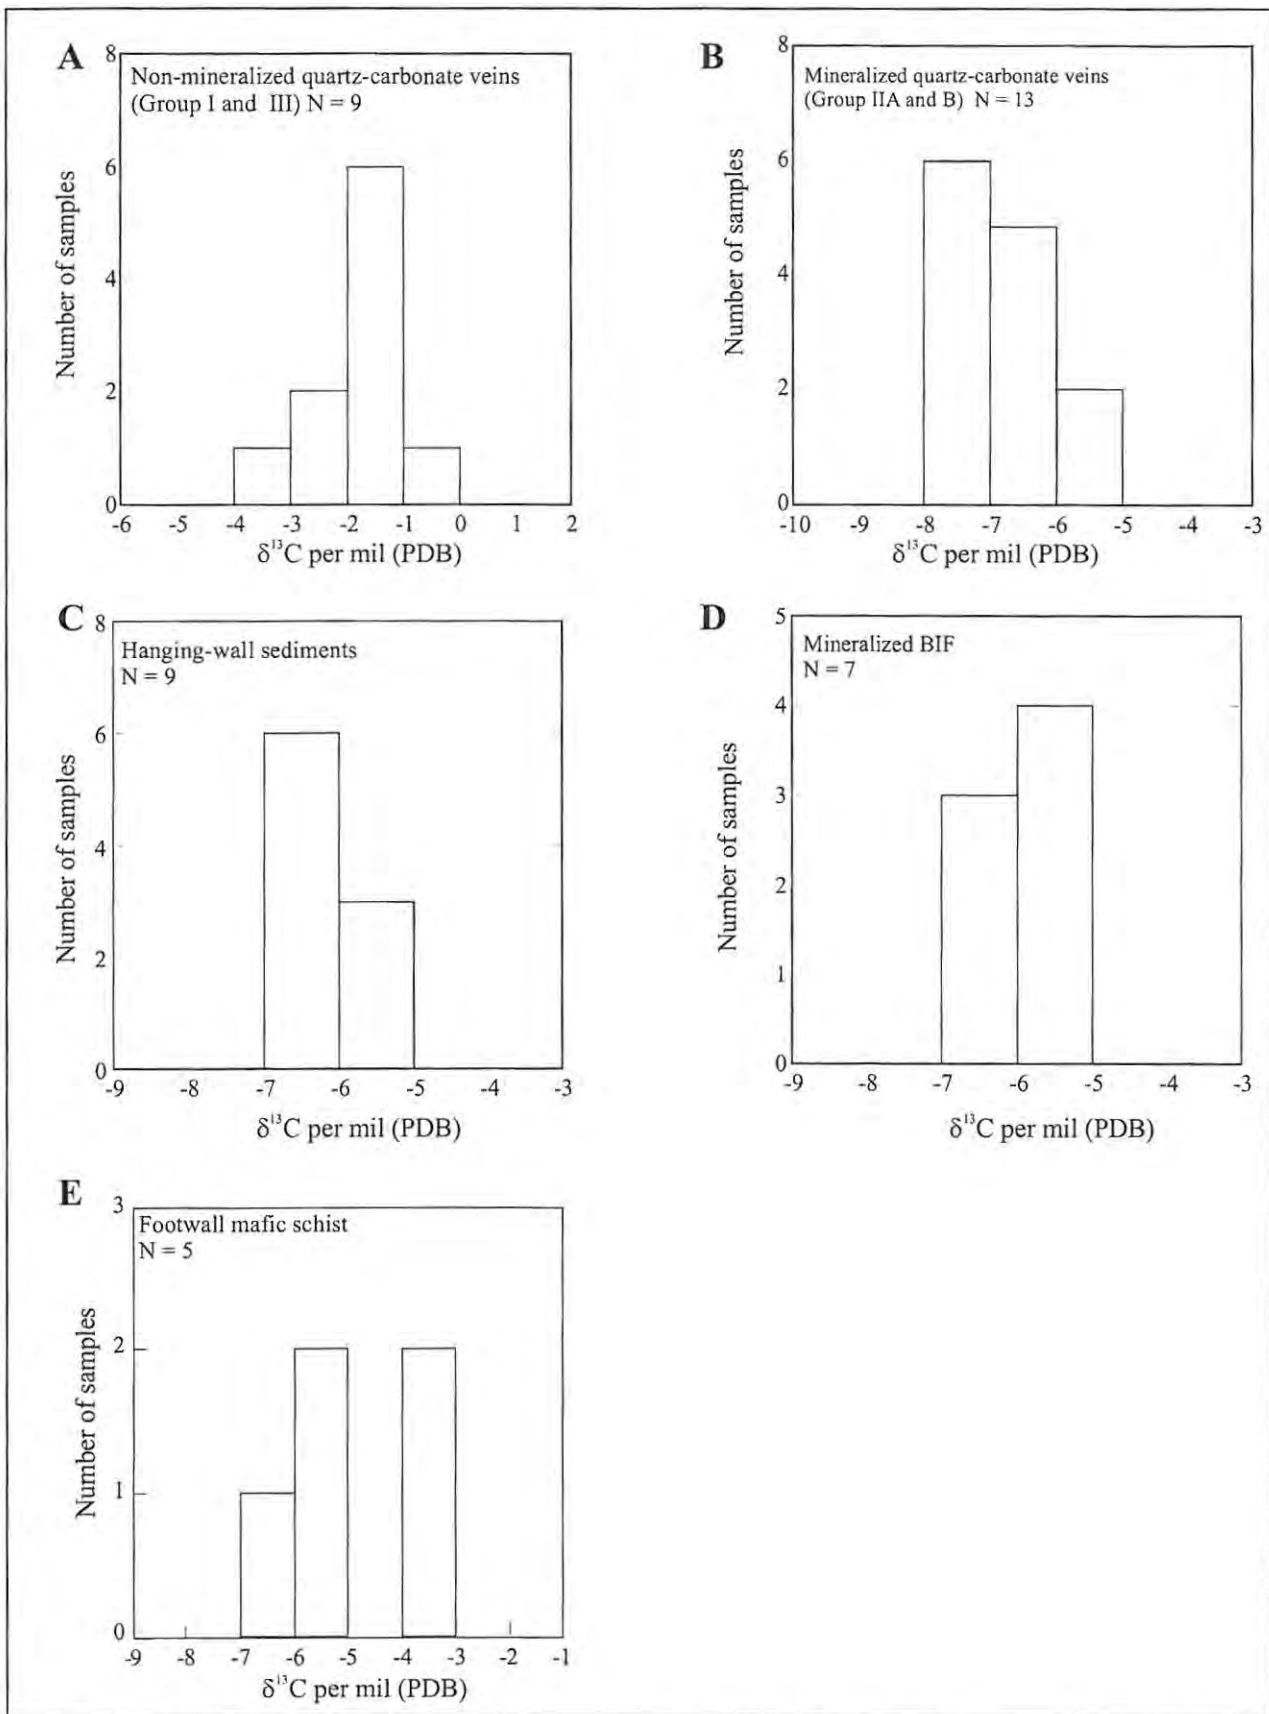 A
Non-mineralized quartz-carbonate veins
(Group I and III) N = 9
Number of samples
8
6
4
2
0
-6 -5 -4 -3 -2 -1 0 1 2
δ¹³C per mil (PDB)
B
Mineralized quartz-carbonate veins
(Group IIA and B) N = 13
Number of samples
8
6
4
2
0
-10 -9 -8 -7 -6 -5 -4 -3
δ¹³C per mil (PDB)
C
Hanging-wall sediments
N = 9
Number of samples
8
6
4
2
0
-9 -8 -7 -6 -5 -4 -3
δ¹³C per mil (PDB)
D
Mineralized BIF
N = 7
Number of samples
5
4
3
2
1
0
-9 -8 -7 -6 -5 -4 -3
δ¹³C per mil (PDB)
E
Footwall mafic schist
N = 5
Number of samples
3
2
1
0
-9 -8 -7 -6 -5 -4 -3 -2 -1
δ¹³C per mil (PDB)